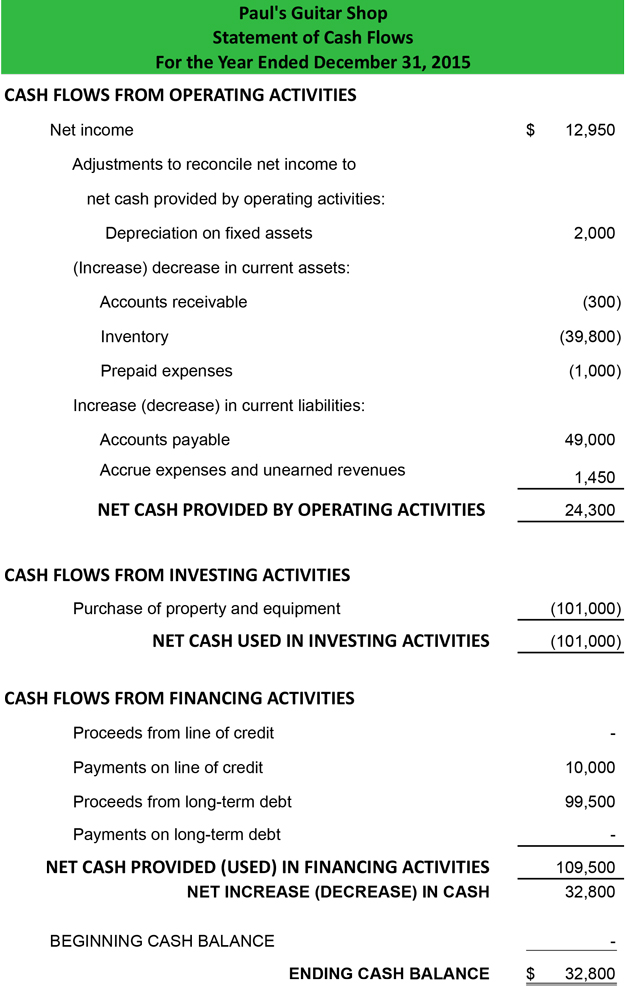 Paul's Guitar Shop
Statement of Cash Flows
For the Year Ended December 31, 2015
CASH FLOWS FROM OPERATING ACTIVITIES
Net income $ 12,950
Adjustments to reconcile net income to
net cash provided by operating activities:
Depreciation on fixed assets 2,000
(Increase) decrease in current assets:
Accounts receivable (300)
Inventory (39,800)
Prepaid expenses (1,000)
Increase (decrease) in current liabilities:
Accounts payable 49,000
Accrue expenses and unearned revenues 1,450
NET CASH PROVIDED BY OPERATING ACTIVITIES 24,300
CASH FLOWS FROM INVESTING ACTIVITIES
Purchase of property and equipment (101,000)
NET CASH USED IN INVESTING ACTIVITIES (101,000)
CASH FLOWS FROM FINANCING ACTIVITIES
Proceeds from line of credit -
Payments on line of credit 10,000
Proceeds from long-term debt 99,500
Payments on long-term debt -
NET CASH PROVIDED (USED) IN FINANCING ACTIVITIES 109,500
NET INCREASE (DECREASE) IN CASH 32,800
BEGINNING CASH BALANCE -
ENDING CASH BALANCE $ 32,800